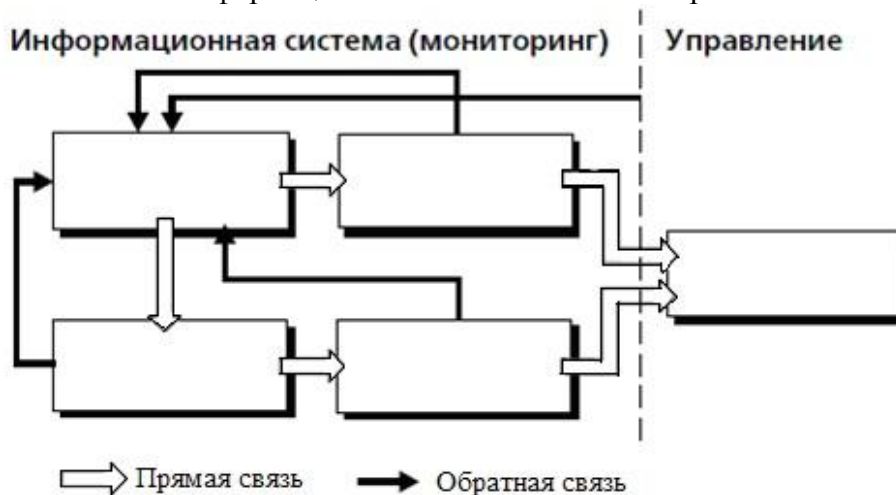 Информационная система (мониторинг) Управление
Прямая связь Обратная связь